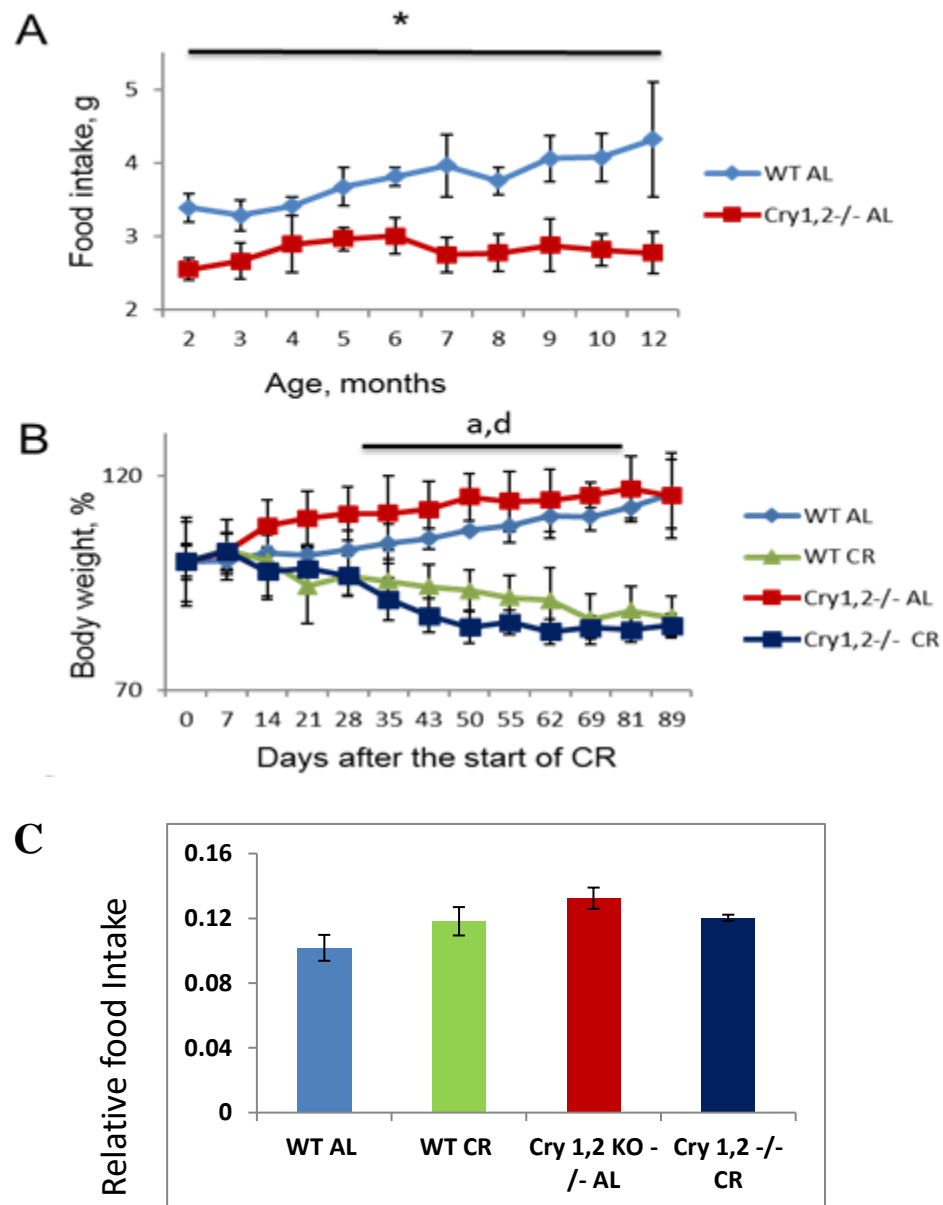 A
*
Food intake, g
5
4
3
2
WT AL
Cry1,2-/- AL
2 3 4 5 6 7 8 9 10 12
Age, months
B
a,d
Body weight, %
120
70
WT AL
WT CR
Cry1,2-/- AL
Cry1,2-/- CR
0 7 14 21 28 35 43 50 55 62 69 81 89
Days after the start of CR
C
Relative food Intake
0.16
0.12
0.08
0.04
0
WT AL WT CR Cry 1,2 KO - Cry 1,2 -/-
/- AL CR